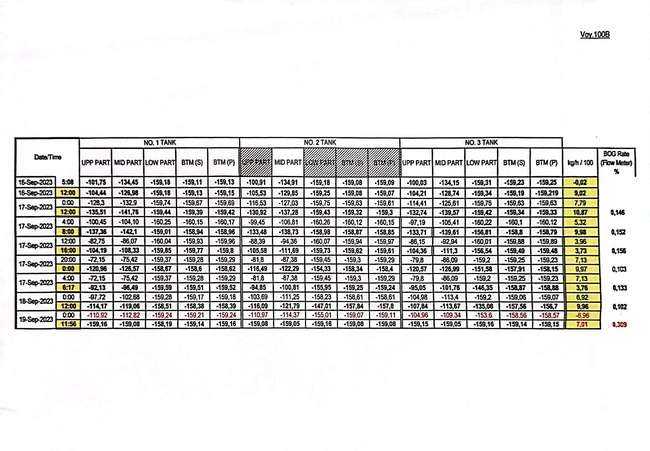 Voy.100B
NO. 1 TANK NO. 2 TANK NO. 3 TANK
Date/Time UPP PART MID PART LOW PART BTM (S) BTM (P) UPP PART MID PART LOW PART BTM (S) BTM (P) UPP PART MID PART LOW PART BTM (S) BTM (P) kg/h / 100 BOG Rate (Flow Meter) %
16-Sep-2023 5:08 -101,75 -134,45 -159,18 -159,11 -159,13 -100,91 -134,91 -159,18 -159,08 -159,09 -100,03 -134,15 -159,31 -159,23 -159,25 -0,02
16-Sep-2023 12:00 -104,44 -126,98 -159,18 -159,13 -159,15 -105,53 -129,85 -159,25 -159,08 -159,07 -104,21 -128,74 -159,34 -159,19 -159,219 9,02
17-Sep-2023 0:00 -128,3 -132,9 -159,74 -159,67 -159,69 -116,53 -127,03 -159,75 -159,63 -159,63 -114,41 -125,61 -159,75 -159,63 -159,63 7,79
12:00 -135,51 -141,76 -159,44 -159,39 -139,42 -130,92 -137,28 -159,43 -159,32 -159,3 -132,74 -139,57 -159,42 -159,34 -159,33 10,87 0,146
17-Sep-2023 4:00 -100,45 -104,91 -160,25 -160,15 -160,17 -99,45 -106,81 -160,26 -160,12 -160,15 -97,19 -105,41 -160,22 -160,1 -160,12 5,32
8:00 -137,36 -142,1 -159,01 -158,94 -158,96 -133,48 -138,73 -158,98 -158,87 -158,85 -133,71 -139,61 -156,81 -158,9 -158,79 9,98 0,152
17-Sep-2023 12:00 -82,75 -86,07 -160,04 -159,93 -159,96 -88,39 -94,36 -160,07 -159,94 -159,97 -86,15 -92,94 -160,01 -159,88 -159,89 3,96
16:00 -104,19 -108,33 -159,85 -159,77 -159,8 -105,58 -111,69 -159,73 -159,61 -159,61 -104,36 -111,3 -156,54 -159,49 -159,5 3,73 0,156
17-Sep-2023 20:00 -72,15 -75,42 -159,37 -159,28 -159,29 -81,8 -87,38 -159,45 -159,3 -159,29 -79,8 -86,09 -159,2 -159,24 -159,25 7,13
0:00 -120,96 -126,57 -158,67 -158,6 -158,62 -116,49 -122,29 -154,33 -158,34 -158,4 -120,57 -126,99 -151,58 -157,91 -158,15 9,97 0,103
17-Sep-2023 4:00 -72,15 -75,42 -159,37 -159,28 -159,29 -81,8 -87,38 -159,45 -159,3 -159,29 -79,8 -86,09 -159,2 -159,24 -159,25 7,13
6:17 -92,13 -96,49 -159,59 -159,51 -159,52 -94,85 -100,81 -155,95 -159,25 -159,24 -95,05 -101,76 -146,35 -159,17 -159,2 3,76 0,133
18-Sep-2023 0:00 -97,72 -102,68 -159,28 -159,17 -159,18 -100,69 -111,25 -158,23 -158,61 -158,61 -104,98 -113,4 -159,2 -159,06 -159,07 6,92
12:00 -114,17 -119,06 -158,51 -158,38 -158,39 -116,09 -121,79 -147,01 -157,84 -157,8 -107,84 -113,67 -135,08 -157,56 -156,7 9,96 0,102
19-Sep-2023 0:00 -110,92 -112,82 -159,24 -159,21 -159,24 -110,97 -114,37 -155,01 -159,07 -159,11 -104,96 -109,34 -153,6 -158,56 -158,57 -6,96
11:56 -159,16 -159,08 -158,19 -159,14 -159,16 -159,08 -159,05 -159,16 -159,08 -159,08 -159,15 -159,05 -159,16 -159,14 -159,15 7,01 0,309